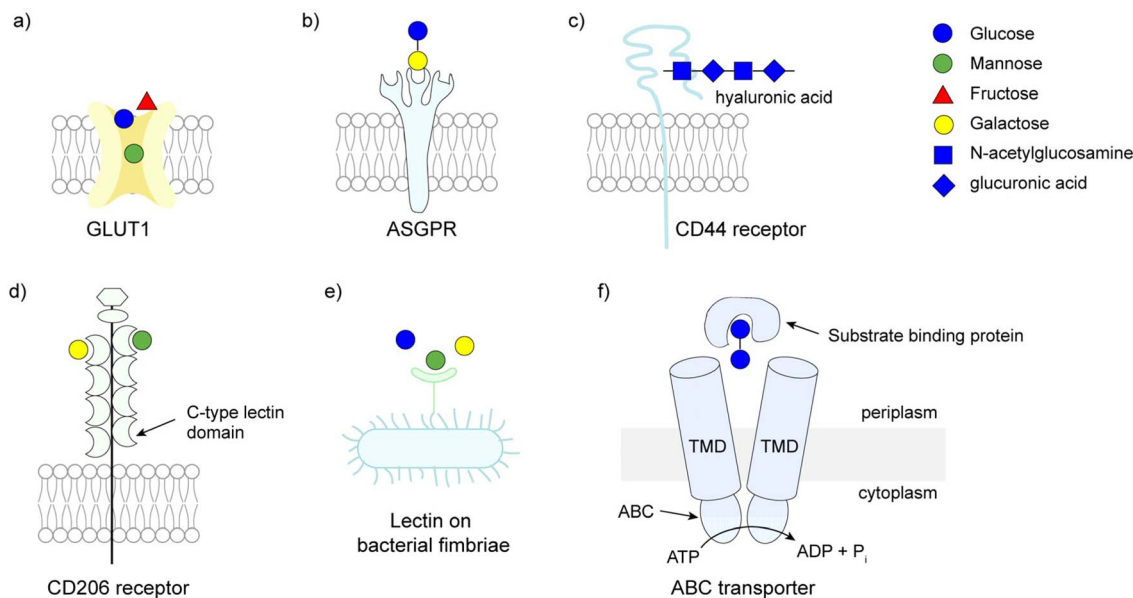 a)
GLUT1
b)
ASGPR
c)
hyaluronic acid
CD44 receptor
Glucose
Mannose
Fructose
Galactose
N-acetylglucosamine
glucuronic acid
d)
C-type lectin
domain
CD206 receptor
e)
Lectin on
bacterial fimbriae
f)
Substrate binding protein
periplasm
TMD
TMD
cytoplasm
ABC
ATP
ADP + Pi
ABC transporter